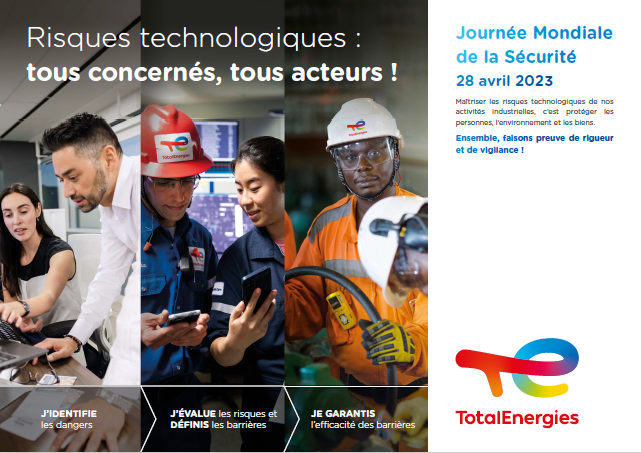 Risques technologiques :
tous concernés, tous acteurs !
TotalEnergies
TotalEnergies
J'IDENTIFIE
les dangers
J'ÉVALUE les risques et
DÉFINIS les barrières
JE GARANTIS
l'efficacité des barrières
Journée Mondiale
de la Sécurité
28 avril 2023
Maîtriser les risques technologiques de nos
activités industrielles, c'est protéger les
personnes, l'environnement et les biens.
Ensemble, faisons preuve de rigueur
et de vigilance !
TotalEnergies